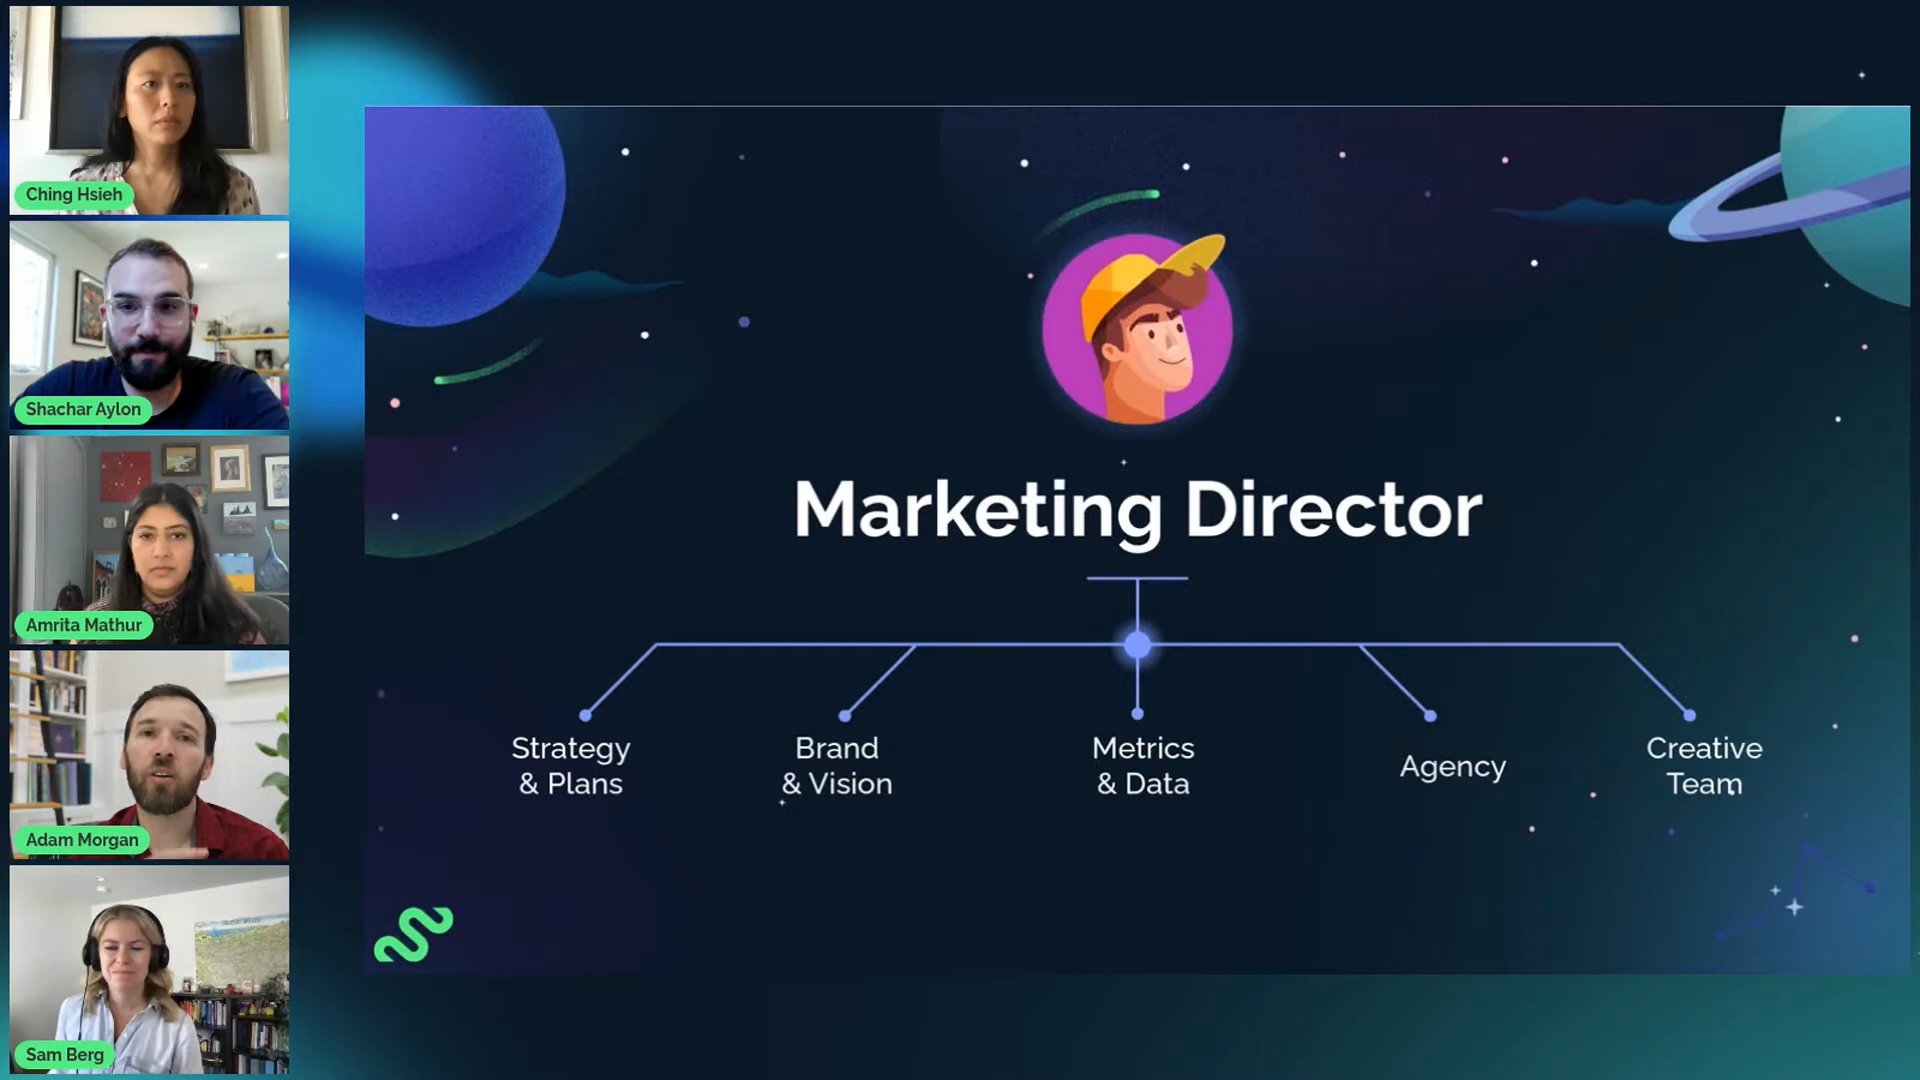 Ching Hsieh
Shachar Aylon
Amrita Mathur
Adam Morgan
Sam Berg
Marketing Director
Strategy
& Plans
Brand
& Vision
Metrics
& Data
Agency
Creative
Team